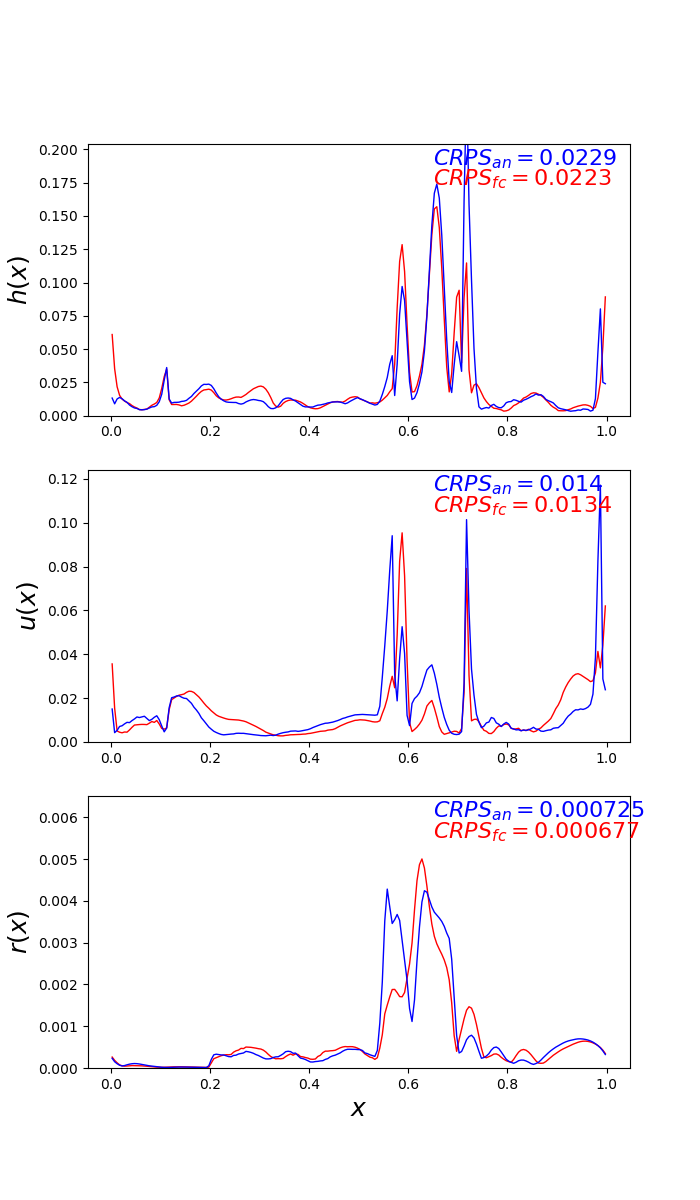 0.200
0.175
0.150
0.125
0.100
0.075
0.050
0.025
0.000
h(x)
CRPS_an = 0.0229
CRPS_fc = 0.0223
0.0 0.2 0.4 0.6 0.8 1.0
0.12
0.10
0.08
0.06
0.04
0.02
0.00
u(x)
CRPS_an = 0.014
CRPS_fc = 0.0134
0.0 0.2 0.4 0.6 0.8 1.0
0.006
0.005
0.004
0.003
0.002
0.001
0.000
r(x)
CRPS_an = 0.000725
CRPS_fc = 0.000677
0.0 0.2 0.4 0.6 0.8 1.0
x